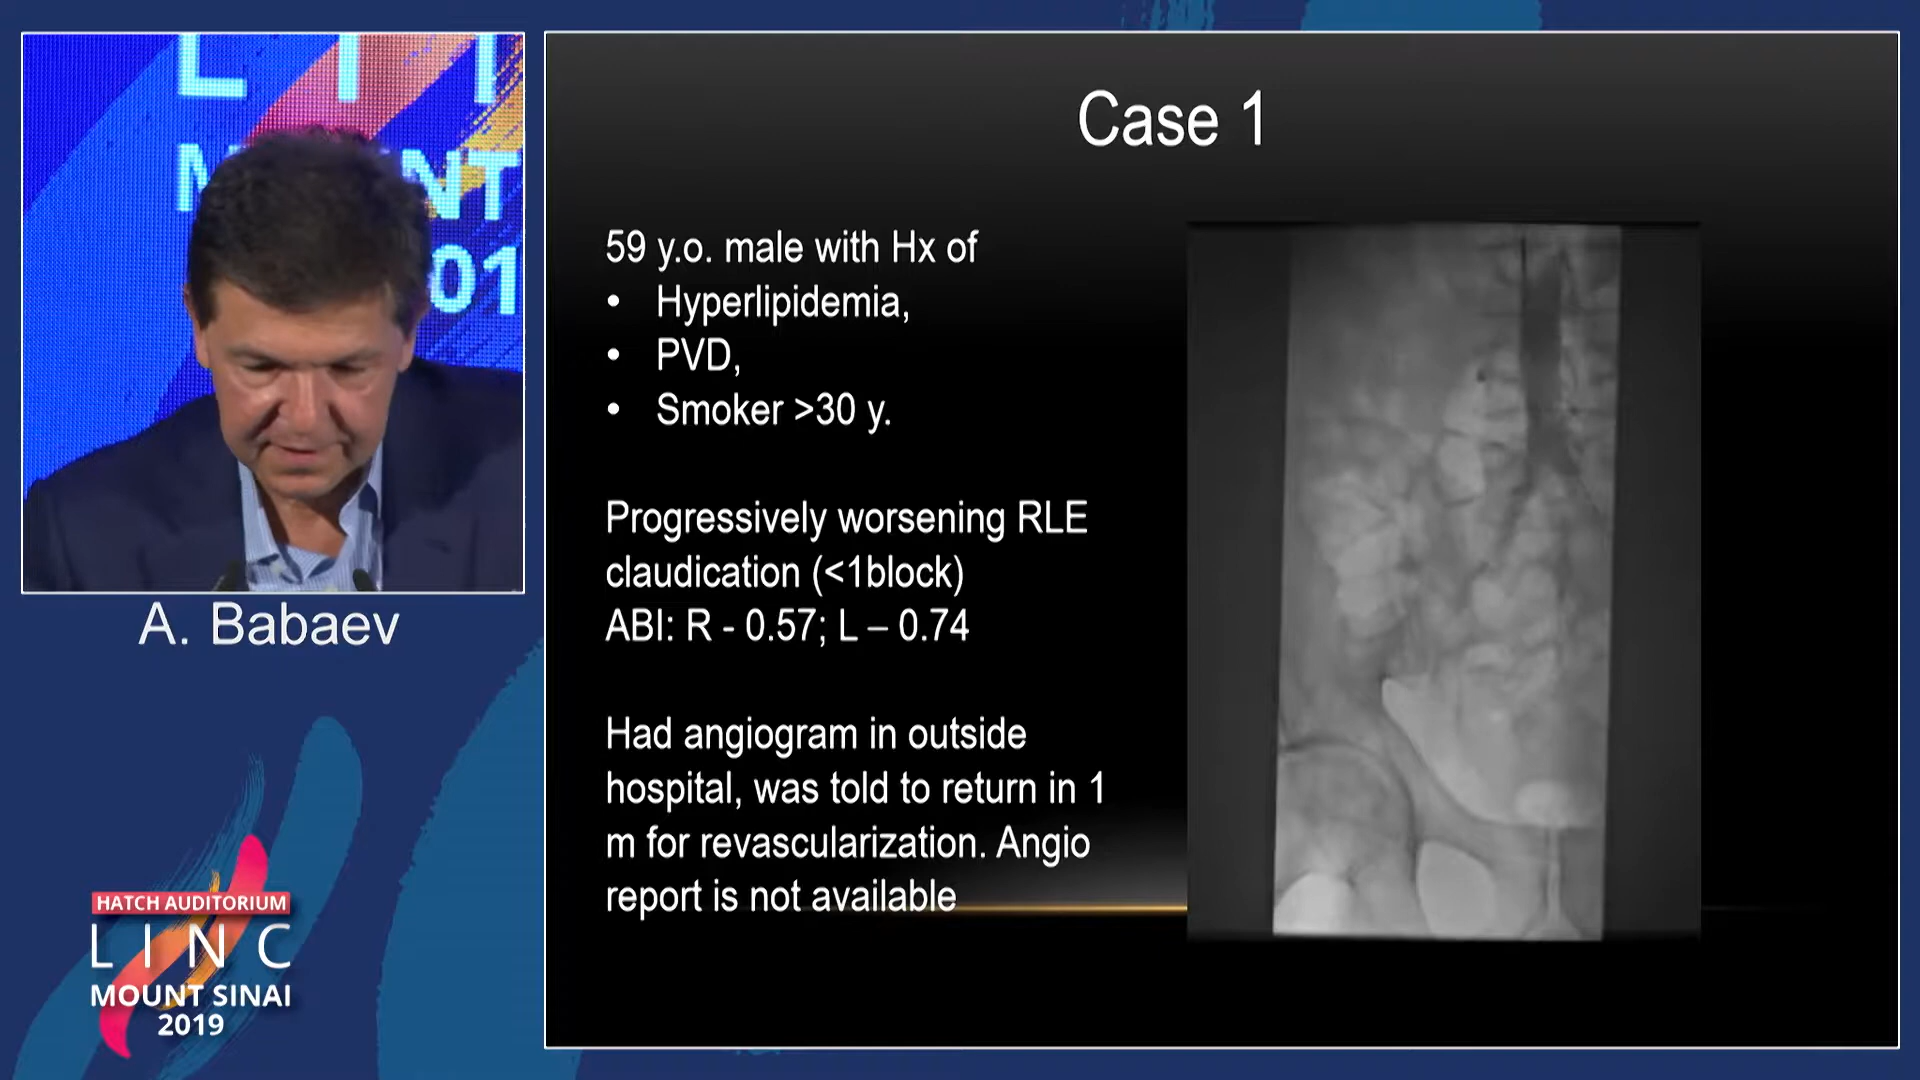 L I
M NT
01
A. Babaev
HATCH AUDITORIUM
LINC
MOUNT SINAI
2019
Case 1
59 y.o. male with Hx of
• Hyperlipidemia,
• PVD,
• Smoker >30 y.
Progressively worsening RLE
claudication (<1block)
ABI: R - 0.57; L – 0.74
Had angiogram in outside
hospital, was told to return in 1
m for revascularization. Angio
report is not available